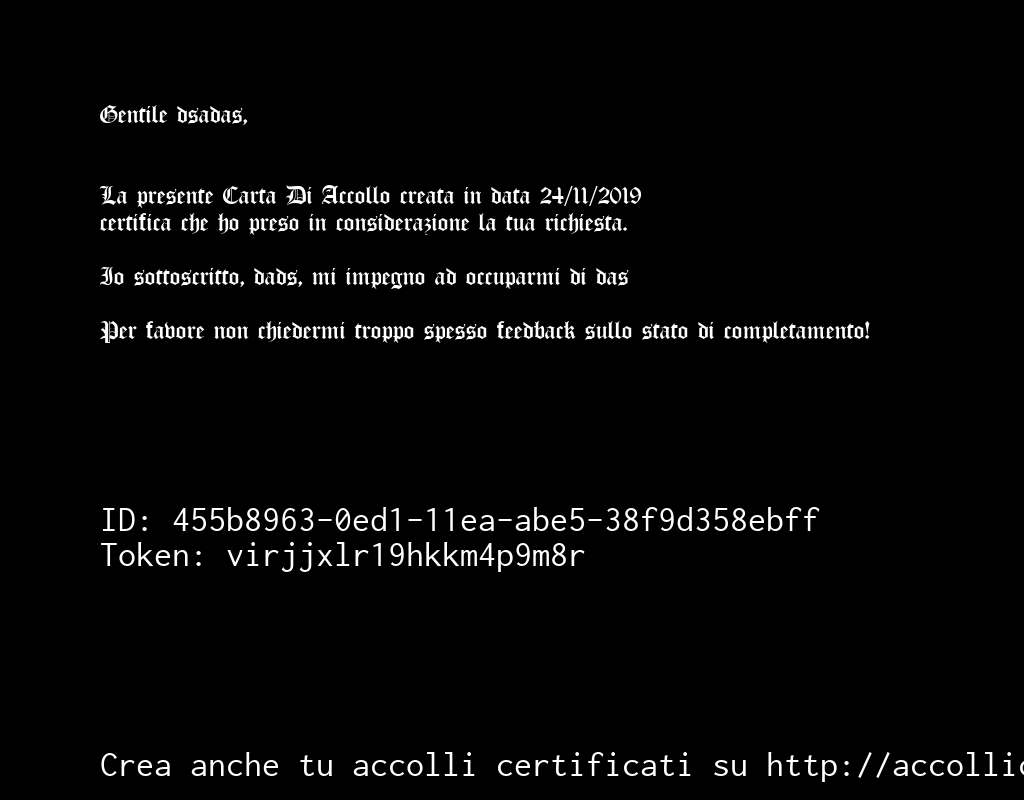 Gentile dsadas,
La presente Carta Di Accollo creata in data 24/11/2019
certifica che ho preso in considerazione la tua richiesta.
Io sottoscritto, dads, mi impegno ad occuparmi di das
Per favore non chiedermi troppo spesso feedback sullo stato di completamento!
ID: 455b8963-0ed1-11ea-abe5-38f9d358ebff
Token: virjjxlr19hkkm4p9m8r
Crea anche tu accolli certificati su http://accollic